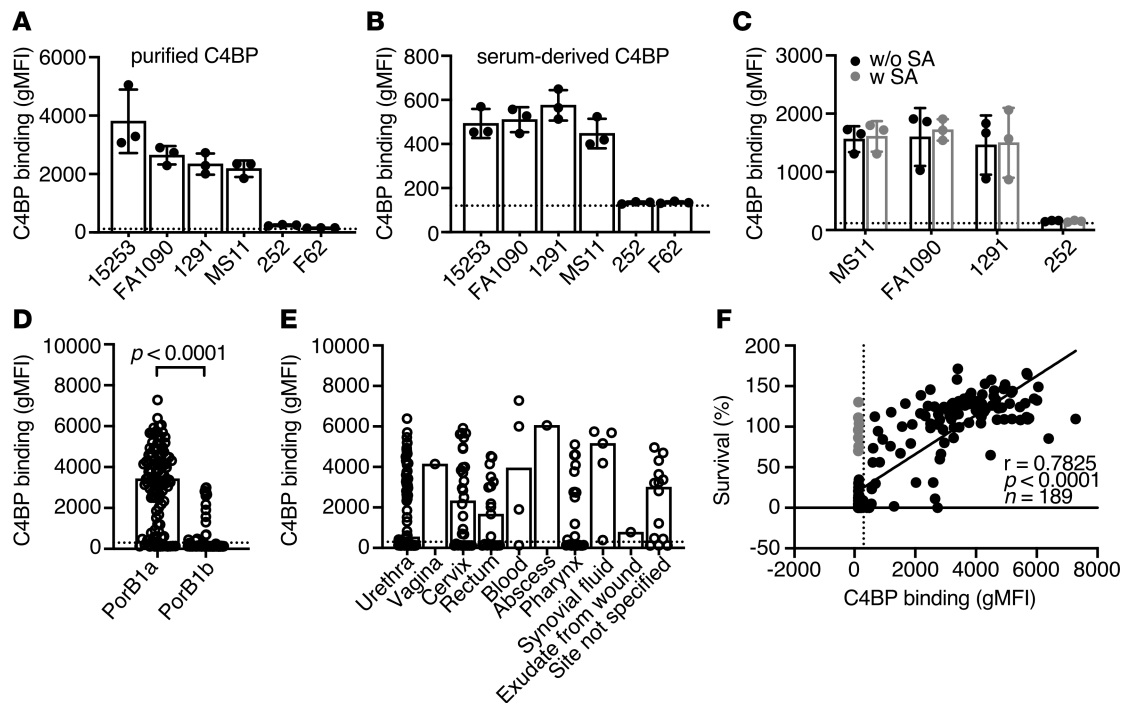 A
purified C4BP
C4BP binding (gMFI)
6000
4000
2000
0
15253
FA1090
1291
MS11
252
F62
B
serum-derived C4BP
C4BP binding (gMFI)
800
600
400
200
0
15253
FA1090
1291
MS11
252
F62
C
w/o SA
w SA
C4BP binding (gMFI)
3000
2000
1000
0
MS11
FA1090
1291
252
D
p < 0.0001
C4BP binding (gMFI)
10000
8000
6000
4000
2000
0
PorB1a
PorB1b
E
C4BP binding (gMFI)
10000
8000
6000
4000
2000
0
Urethra
Vagina
Cervix
Rectum
Blood
Abscess
Pharynx
Synovial fluid
Exudate from wound
Site not specified
F
Survival (%)
200
150
100
50
0
-50
r = 0.7825
p < 0.0001
n = 189
-2000
0
2000
4000
6000
8000
C4BP binding (gMFI)